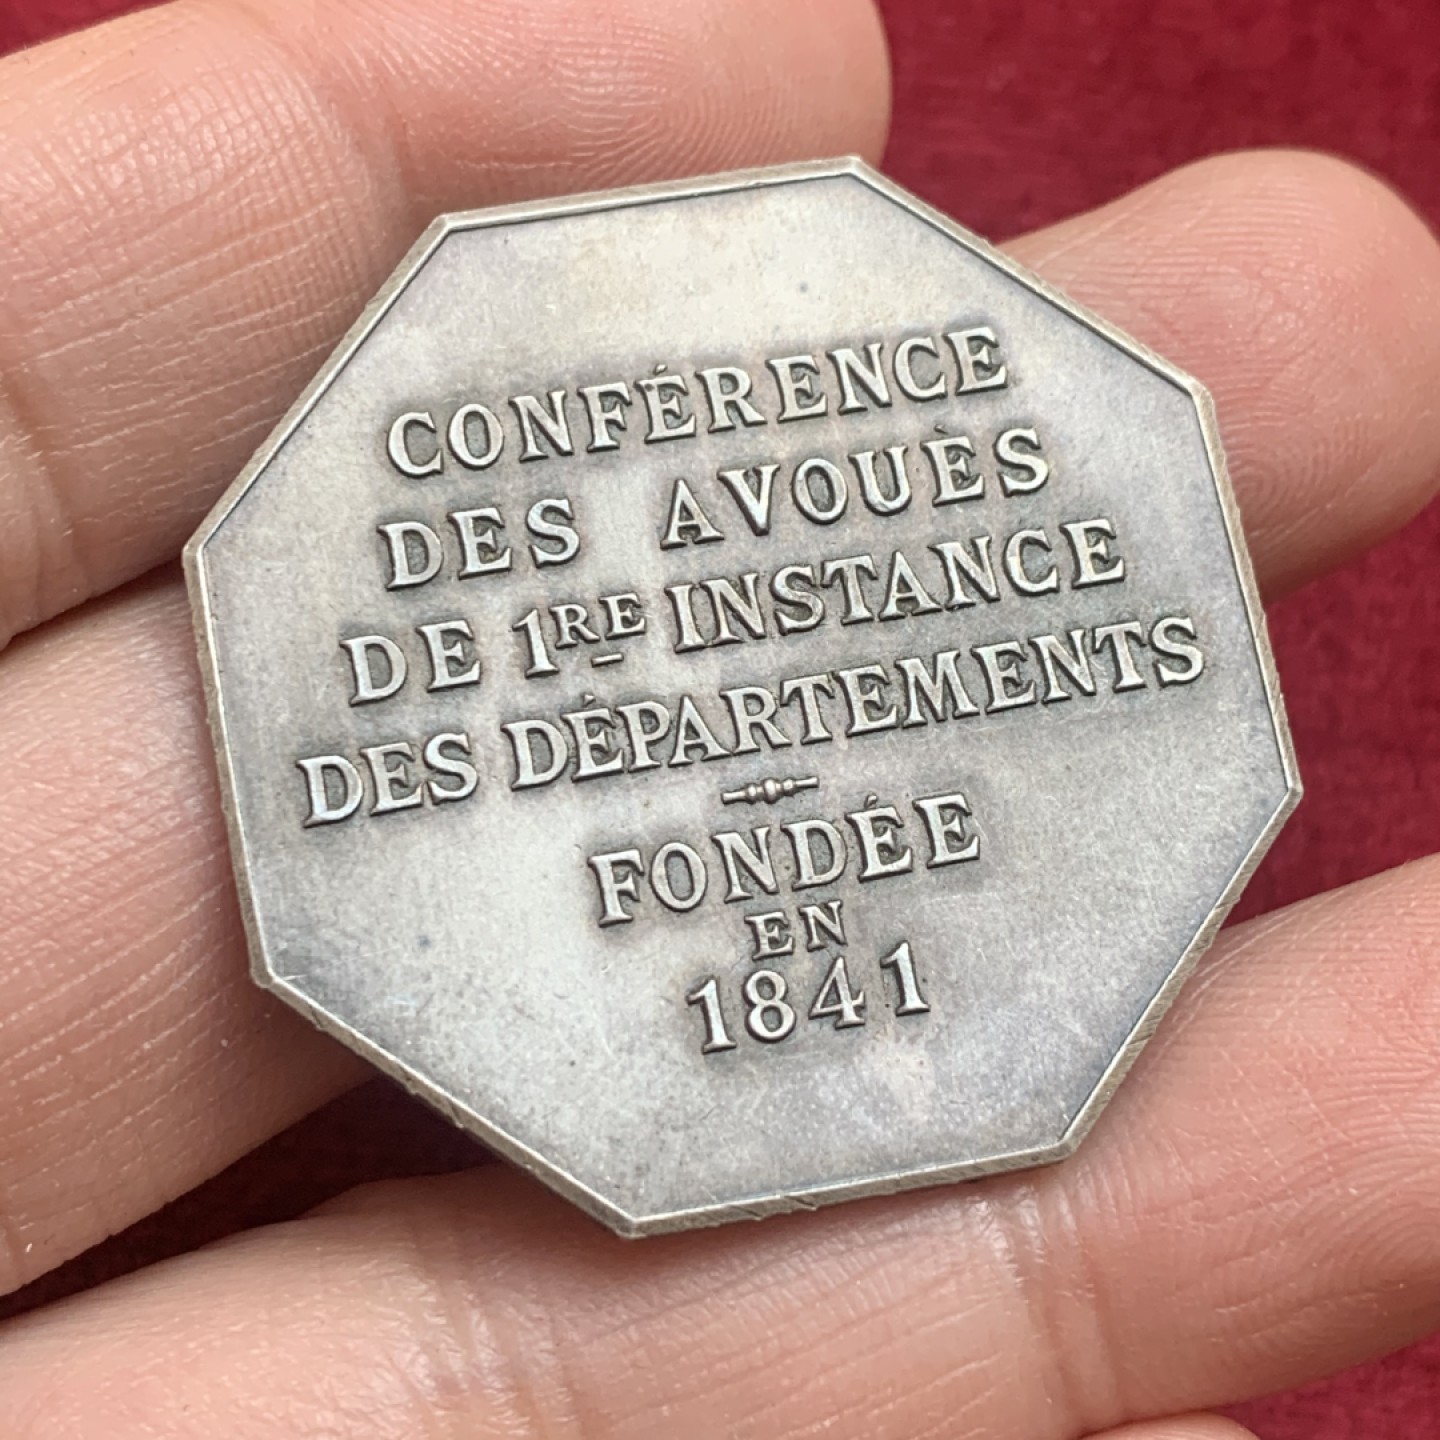 CONFÉRENCE
DES AVOUÈS
DE 1RE INSTANCE
DES DÉPARTEMENTS
FONDÉE
EN
1841